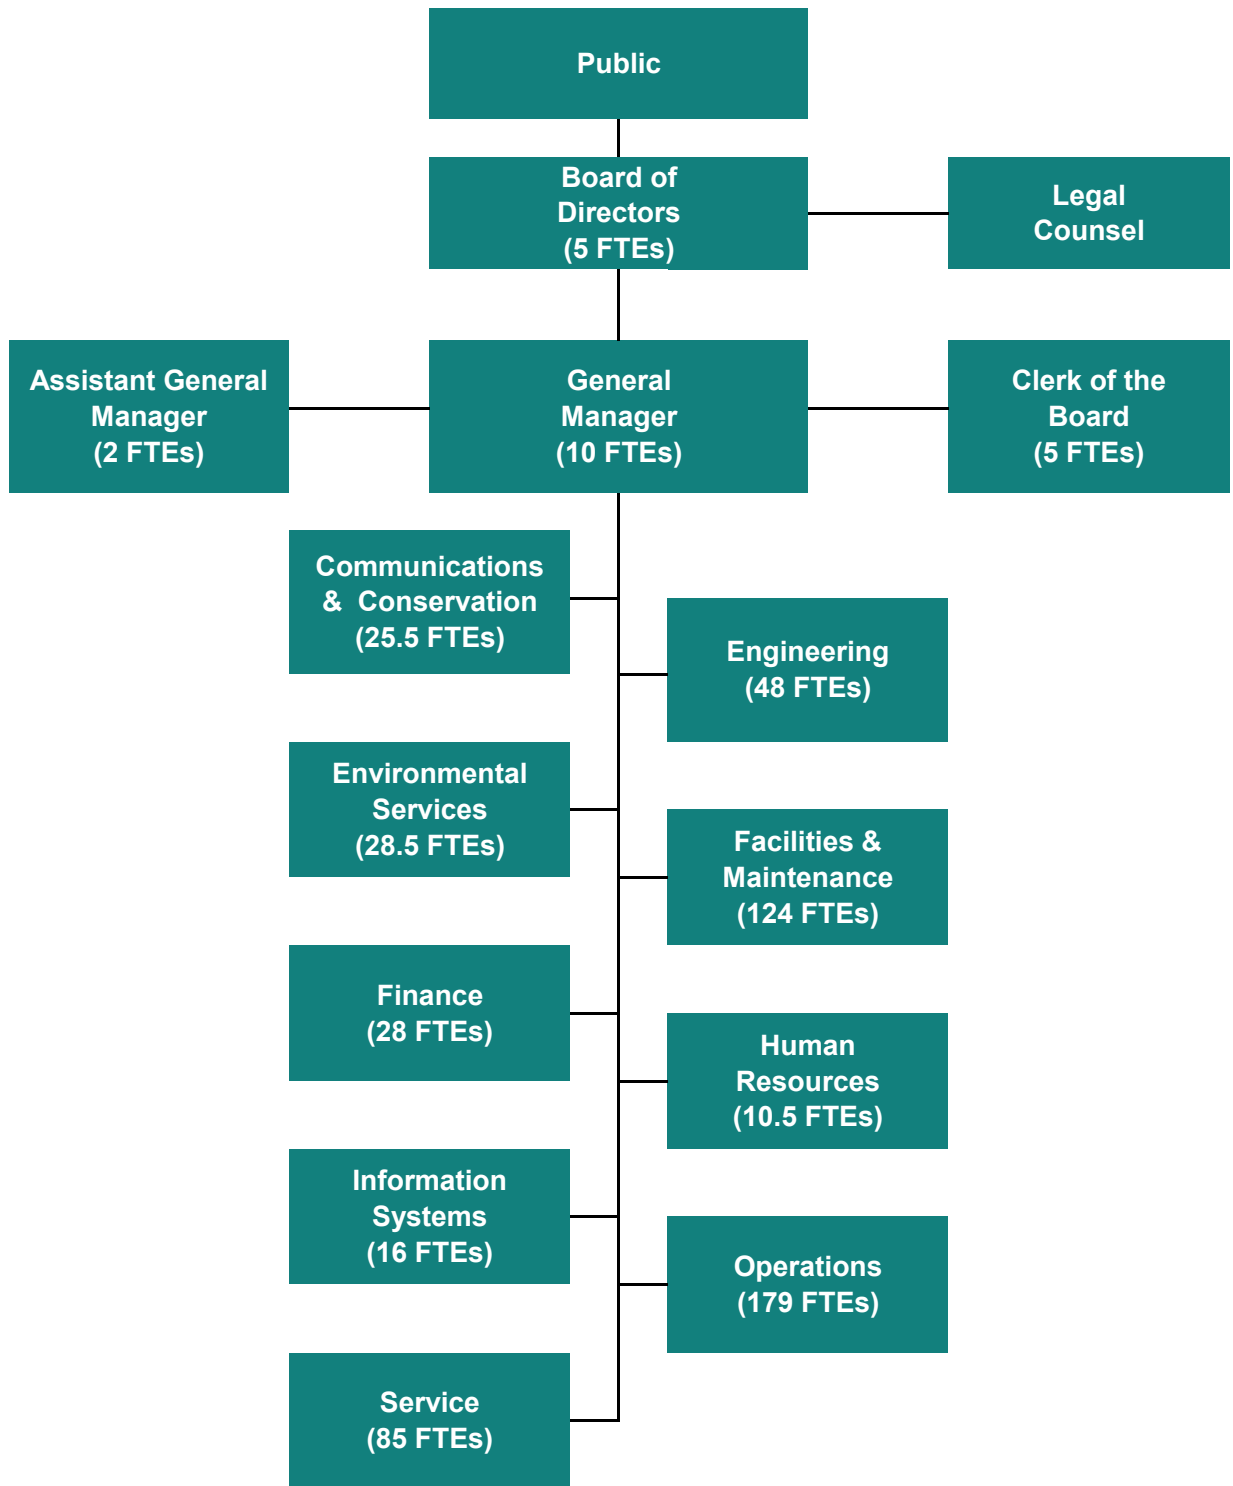 Public
Board of
Directors
(5 FTEs)
Legal
Counsel
Assistant General
Manager
(2 FTEs)
General
Manager
(10 FTEs)
Clerk of the
Board
(5 FTEs)
Communications
&  Conservation
(25.5 FTEs)
Engineering
(48 FTEs)
Environmental
Services
(28.5 FTEs)
Facilities &
Maintenance
(124 FTEs)
Finance
(28 FTEs)
Human
Resources
(10.5 FTEs)
Information
Systems
(16 FTEs)
Operations
(179 FTEs)
Service
(85 FTEs)